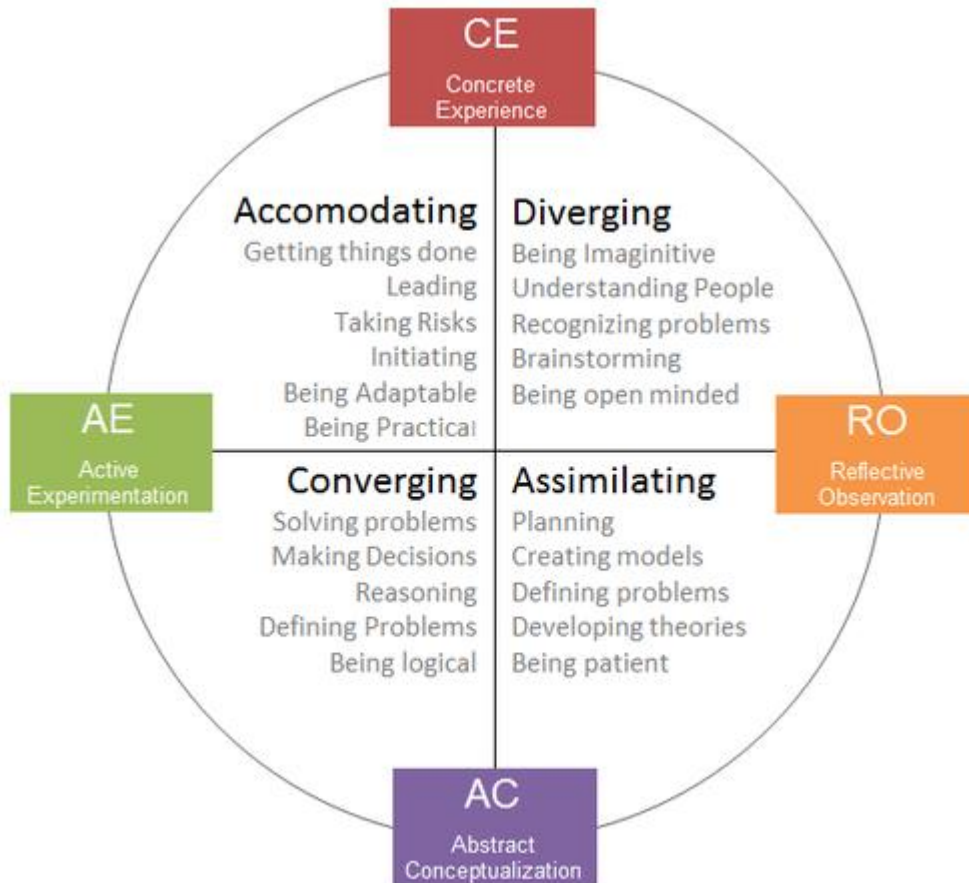 CE
Concrete
Experience
Accomodating
Getting things done
Leading
Taking Risks
Initiating
Being Adaptable
Being Practical
Diverging
Being Imaginitive
Understanding People
Recognizing problems
Brainstorming
Being open minded
AE
Active
Experimentation
RO
Reflective
Observation
Converging
Solving problems
Making Decisions
Reasoning
Defining Problems
Being logical
Assimilating
Planning
Creating models
Defining problems
Developing theories
Being patient
AC
Abstract
Conceptualization